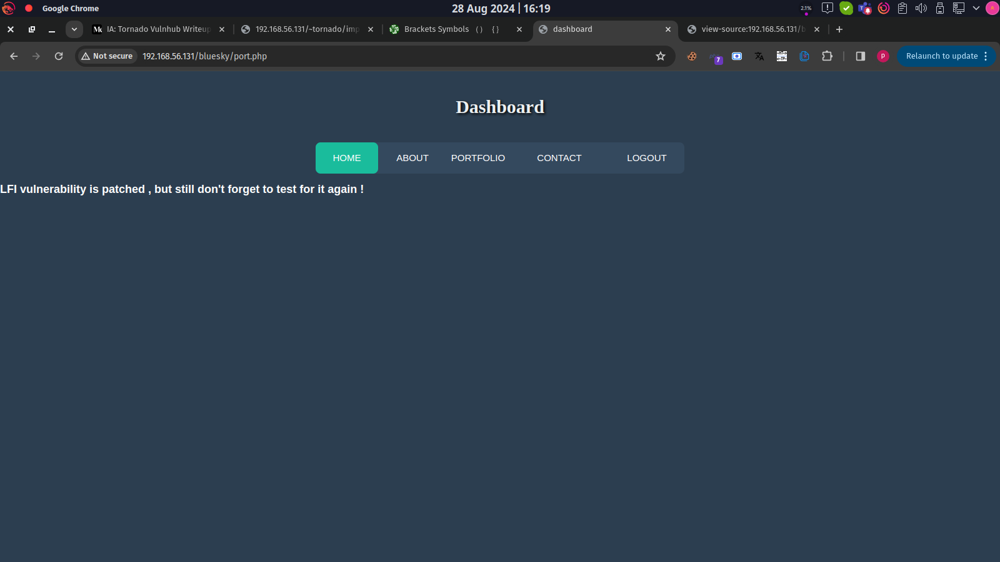 Google Chrome
28 Aug 2024 | 16:19
2.1%
IA: Tornado Vulnhub Writeup
192.168.56.131/~tornado/imp
Brackets Symbols ( ) { }
dashboard
view-source:192.168.56.131/b
Not secure
192.168.56.131/bluesky/port.php
7
P
Relaunch to update
Dashboard
HOME
ABOUT
PORTFOLIO
CONTACT
LOGOUT
LFI vulnerability is patched , but still don't forget to test for it again !